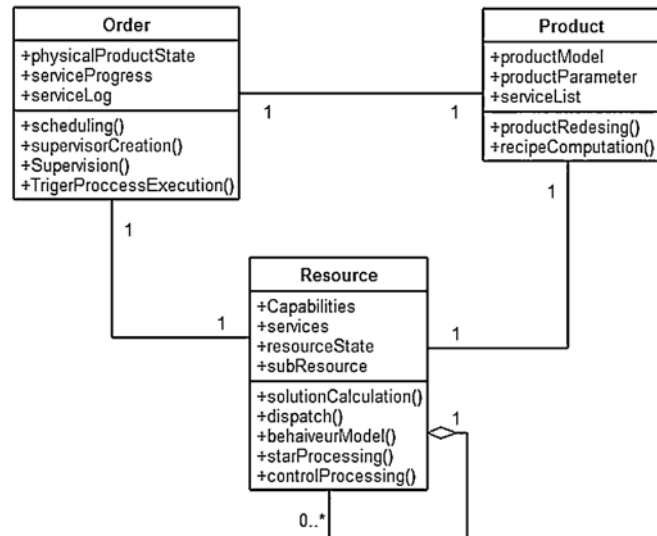 Order
+physicalProductState
+serviceProgress
+serviceLog
+scheduling()
+supervisorCreation()
+Supervision()
+TrigerProccessExecution()
Product
+productModel
+productParameter
+serviceList
+productRedesing()
+recipeComputation()
1
1
1
1
1
1
Resource
+Capabilities
+services
+resourceState
+subResource
+solutionCalculation()
+dispatch()
+behaiveurModel()
+starProcessing()
+controlProcessing()
1
0..*